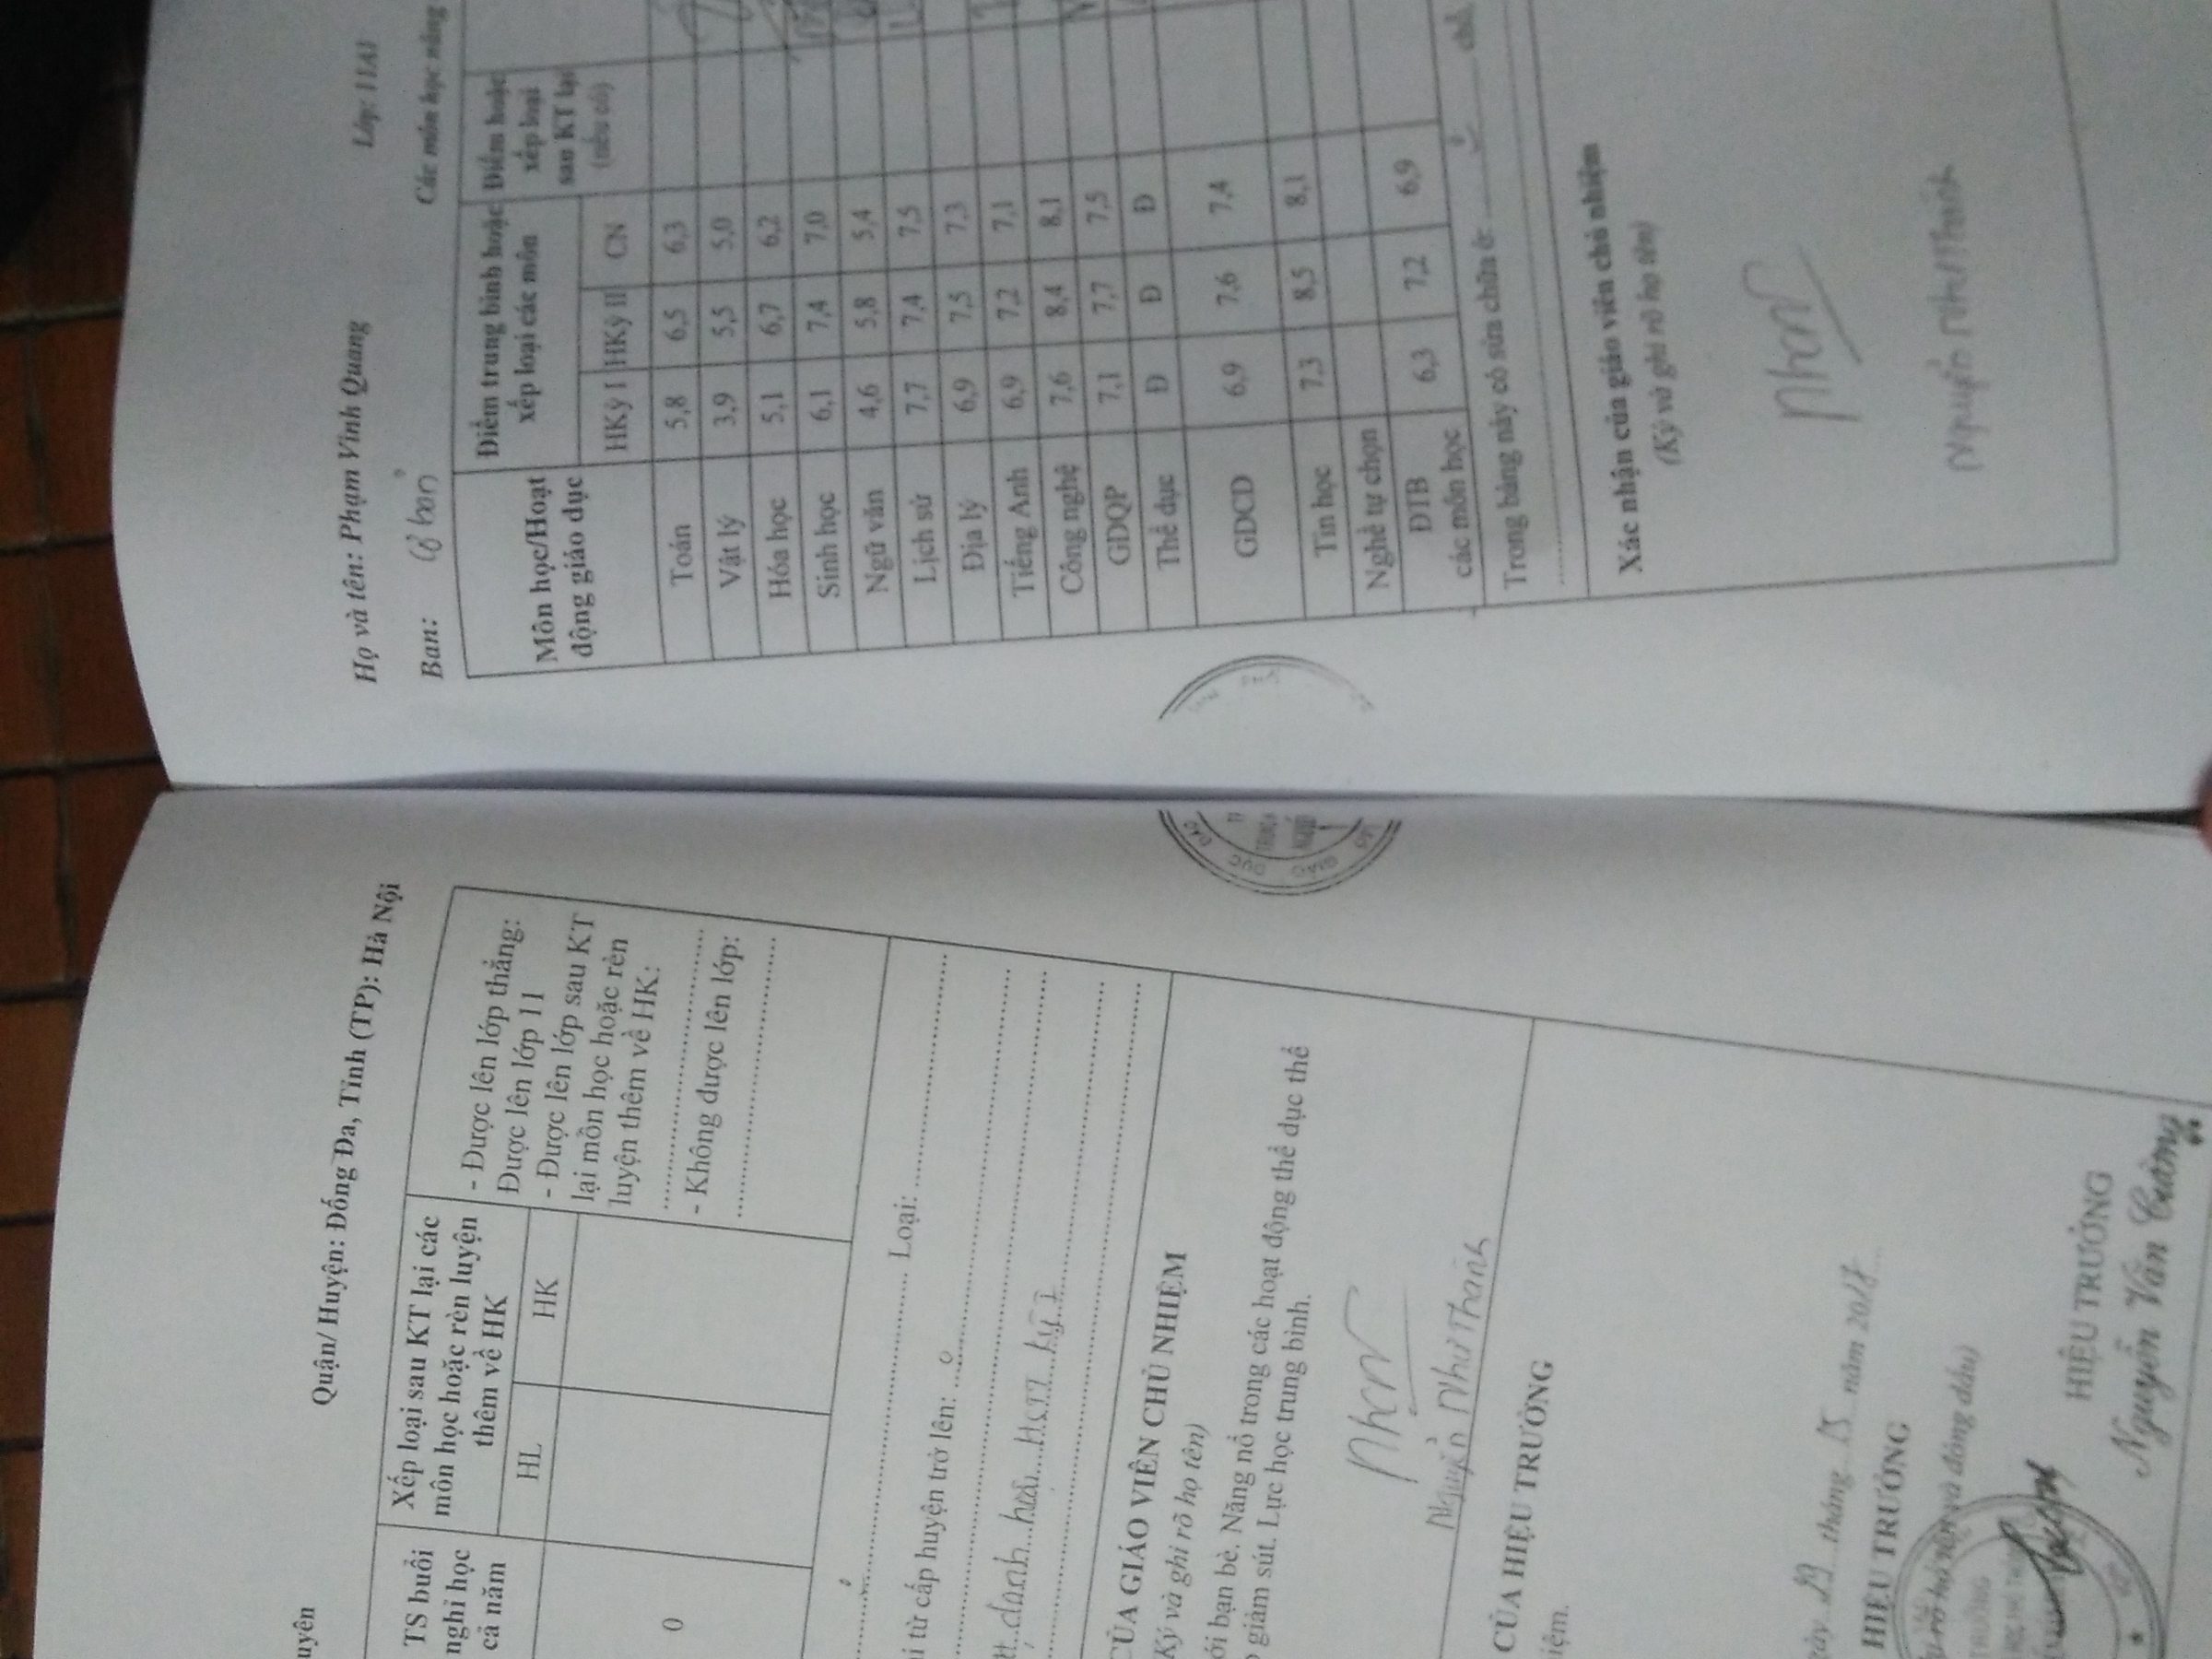 uyên
Quận/ Huyện: Đống Đa, Tỉnh (TP): Hà Nội
TS buổi nghỉ học cả năm
Xếp loại sau KT lại các môn học hoặc rèn luyện thêm về HK
HL HK
0
- Được lên lớp thẳng:
Được lên lớp 11
- Được lên lớp sau KT
lại môn học hoặc rèn
luyện thêm về HK:
- Không được lên lớp:
Loại:
i từ cấp huyện trở lên:
danh hiệu HSTT kỳ I
CỦA GIÁO VIÊN CHỦ NHIỆM
Ký và ghi rõ họ tên)
ới bạn bè. Năng nổ trong các hoạt động thể dục thể
giảm sút. Lực học trung bình.
Nguyễn Như Thánh
CỦA HIỆU TRƯỞNG
iệm.
29 tháng 15 năm 2017
HIỆU TRƯỞNG
và đóng dấu)
HIỆU TRƯỞNG
Nguyễn Văn Cường
Họ và tên: Phạm Vinh Quang Lớp: 11A1
Ban: Cơ bản Các môn học nâng
Môn học/Hoạt động giáo dục
Điểm trung bình hoặc xếp loại các môn
Điểm hoặc xếp loại sau KT lại (nếu có)
HKỳ I HKỳ II CN
Toán 5,8 6,5 6,3
Vật lý 3,9 5,5 5,0
Hóa học 5,1 6,7 6,2
Sinh học 6,1 7,4 7,0
Ngữ văn 4,6 5,8 5,4
Lịch sử 7,7 7,4 7,5
Địa lý 6,9 7,5 7,3
Tiếng Anh 6,9 7,2 7,1
Công nghệ 7,6 8,4 8,1
GDQP 7,1 7,7 7,5
Thể dục Đ Đ Đ
GDCD 6,9 7,6 7,4
Tin học 7,3 8,5 8,1
Nghề tự chọn
ĐTB các môn học 6,3 7,2 6,9
Trong bảng này có sửa chữa ở: chỗ,
Xác nhận của giáo viên chủ nhiệm
(Ký và ghi rõ họ tên)
Nguyễn Như Thánh